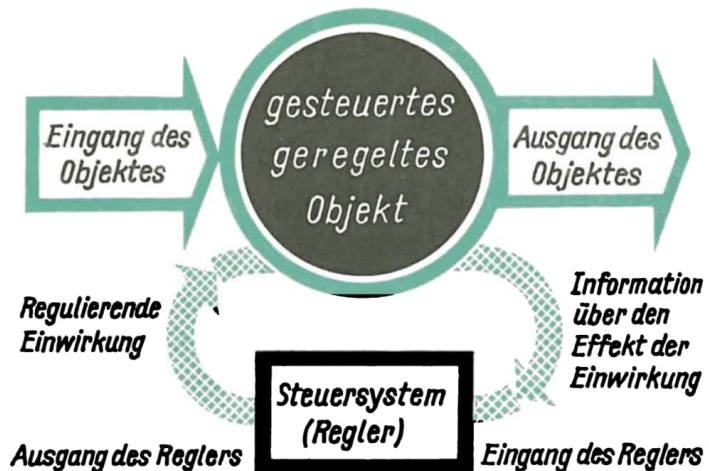 Eingang des
Objektes
gesteuertes
geregeltes
Objekt
Ausgang des
Objektes
Regulierende
Einwirkung
Information
über den
Effekt der
Einwirkung
Steuersystem
(Regler)
Ausgang des Reglers
Eingang des Reglers